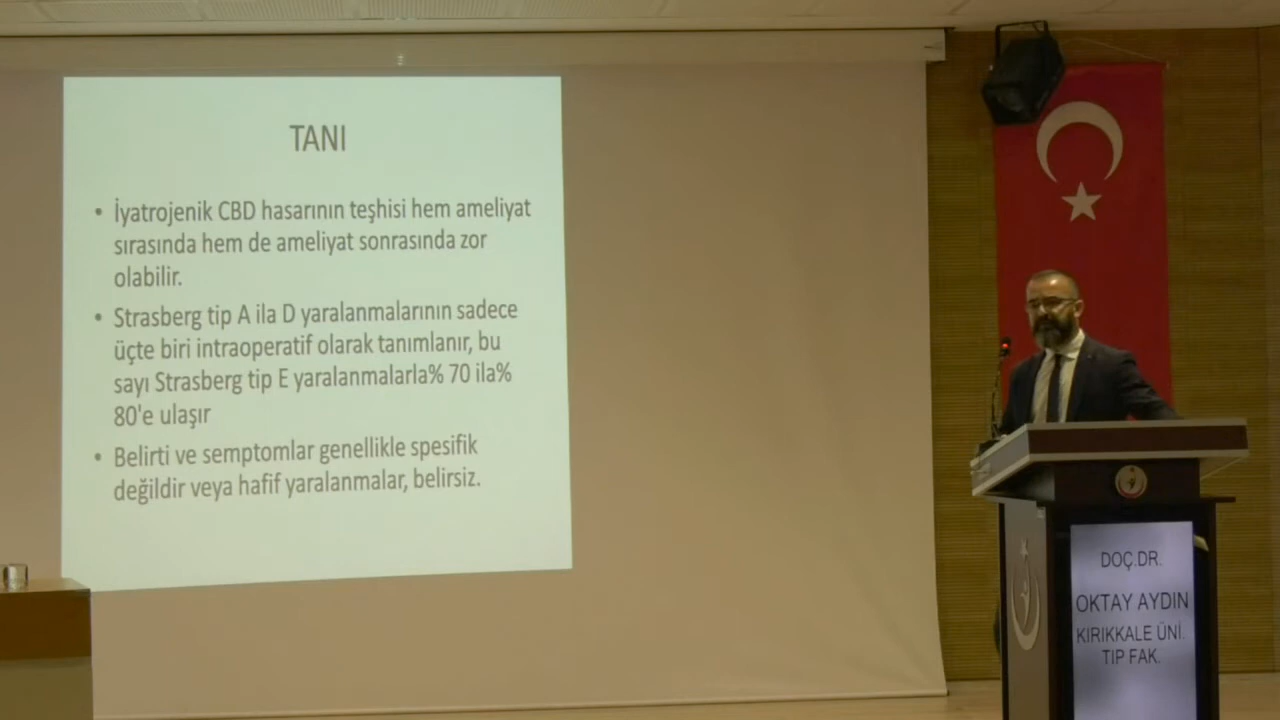 TANI
• İyatrojenik CBD hasarının teşhisi hem ameliyat
sırasında hem de ameliyat sonrasında zor
olabilir.
• Strasberg tip A ila D yaralanmalarının sadece
üçte biri intraoperatif olarak tanımlanır, bu
sayı Strasberg tip E yaralanmalarla% 70 ila%
80'e ulaşır
• Belirti ve semptomlar genellikle spesifik
değildir veya hafif yaralanmalar, belirsiz.
DOÇ.DR.
OKTAY AYDIN
KIRIKKALE ÜNİ.
TIP FAK.